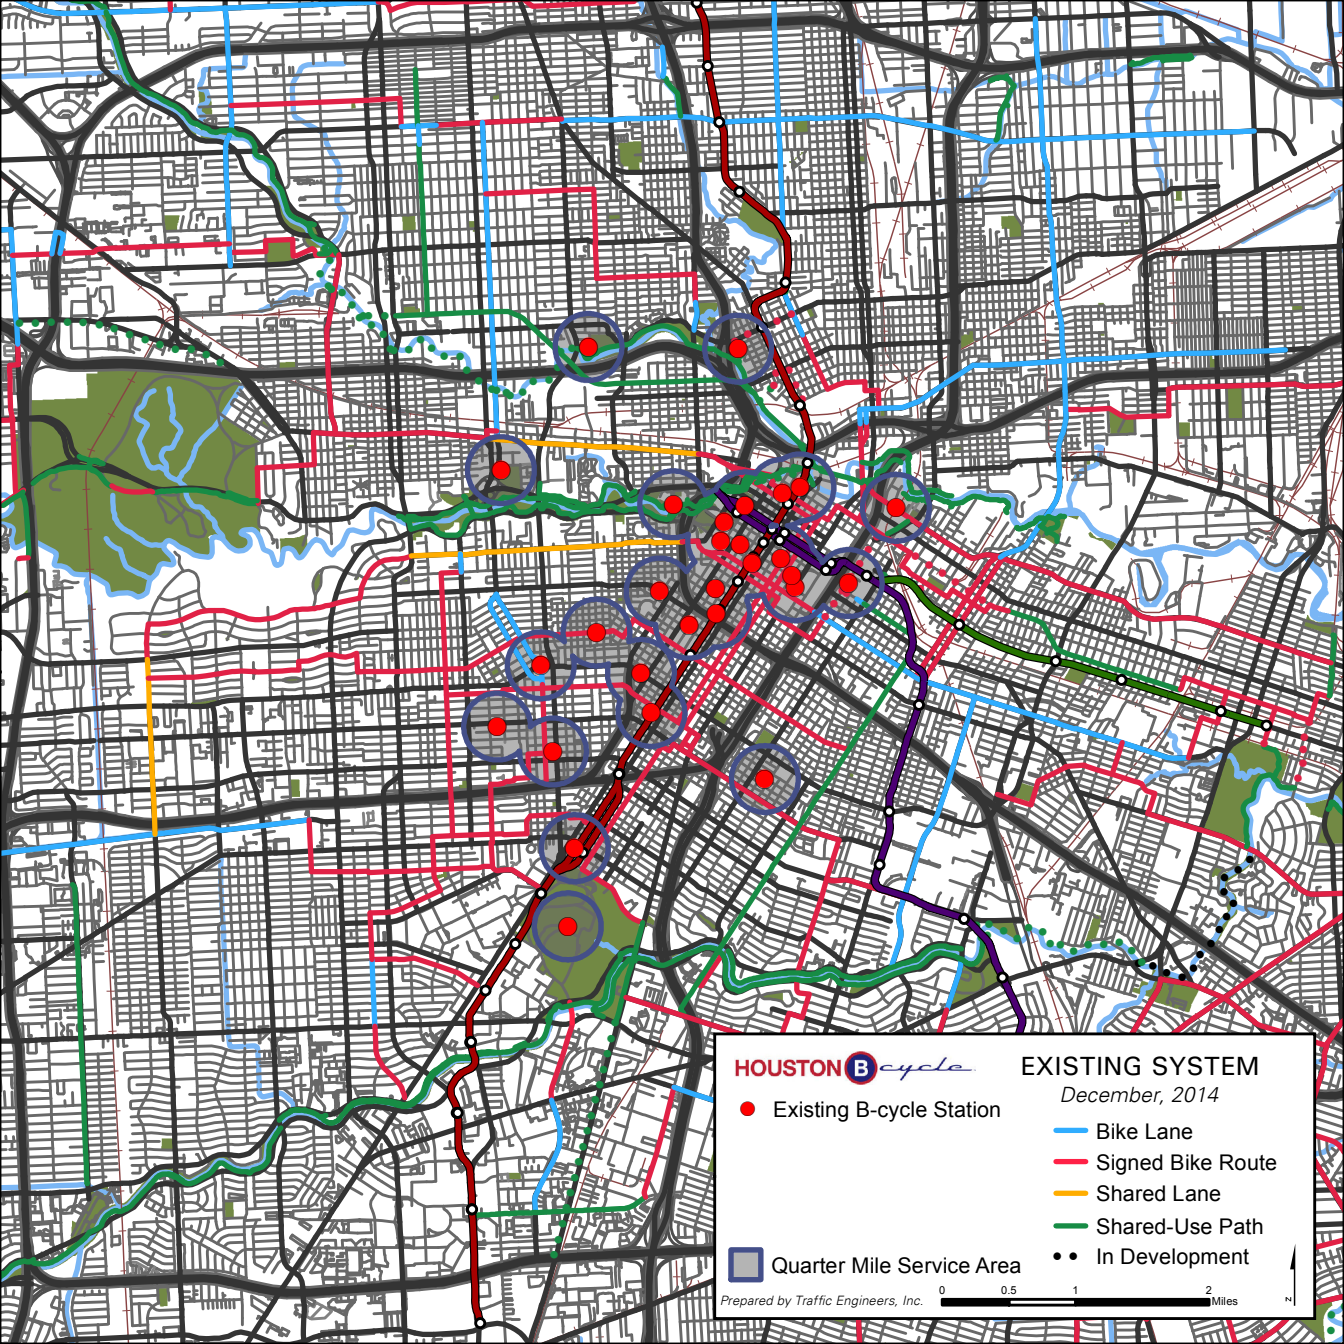 HOUSTON B cycle
EXISTING SYSTEM
December, 2014
Existing B-cycle Station
Bike Lane
Signed Bike Route
Shared Lane
Shared-Use Path
In Development
Quarter Mile Service Area
Prepared by Traffic Engineers, Inc.
0 0.5 1 2
Miles
N